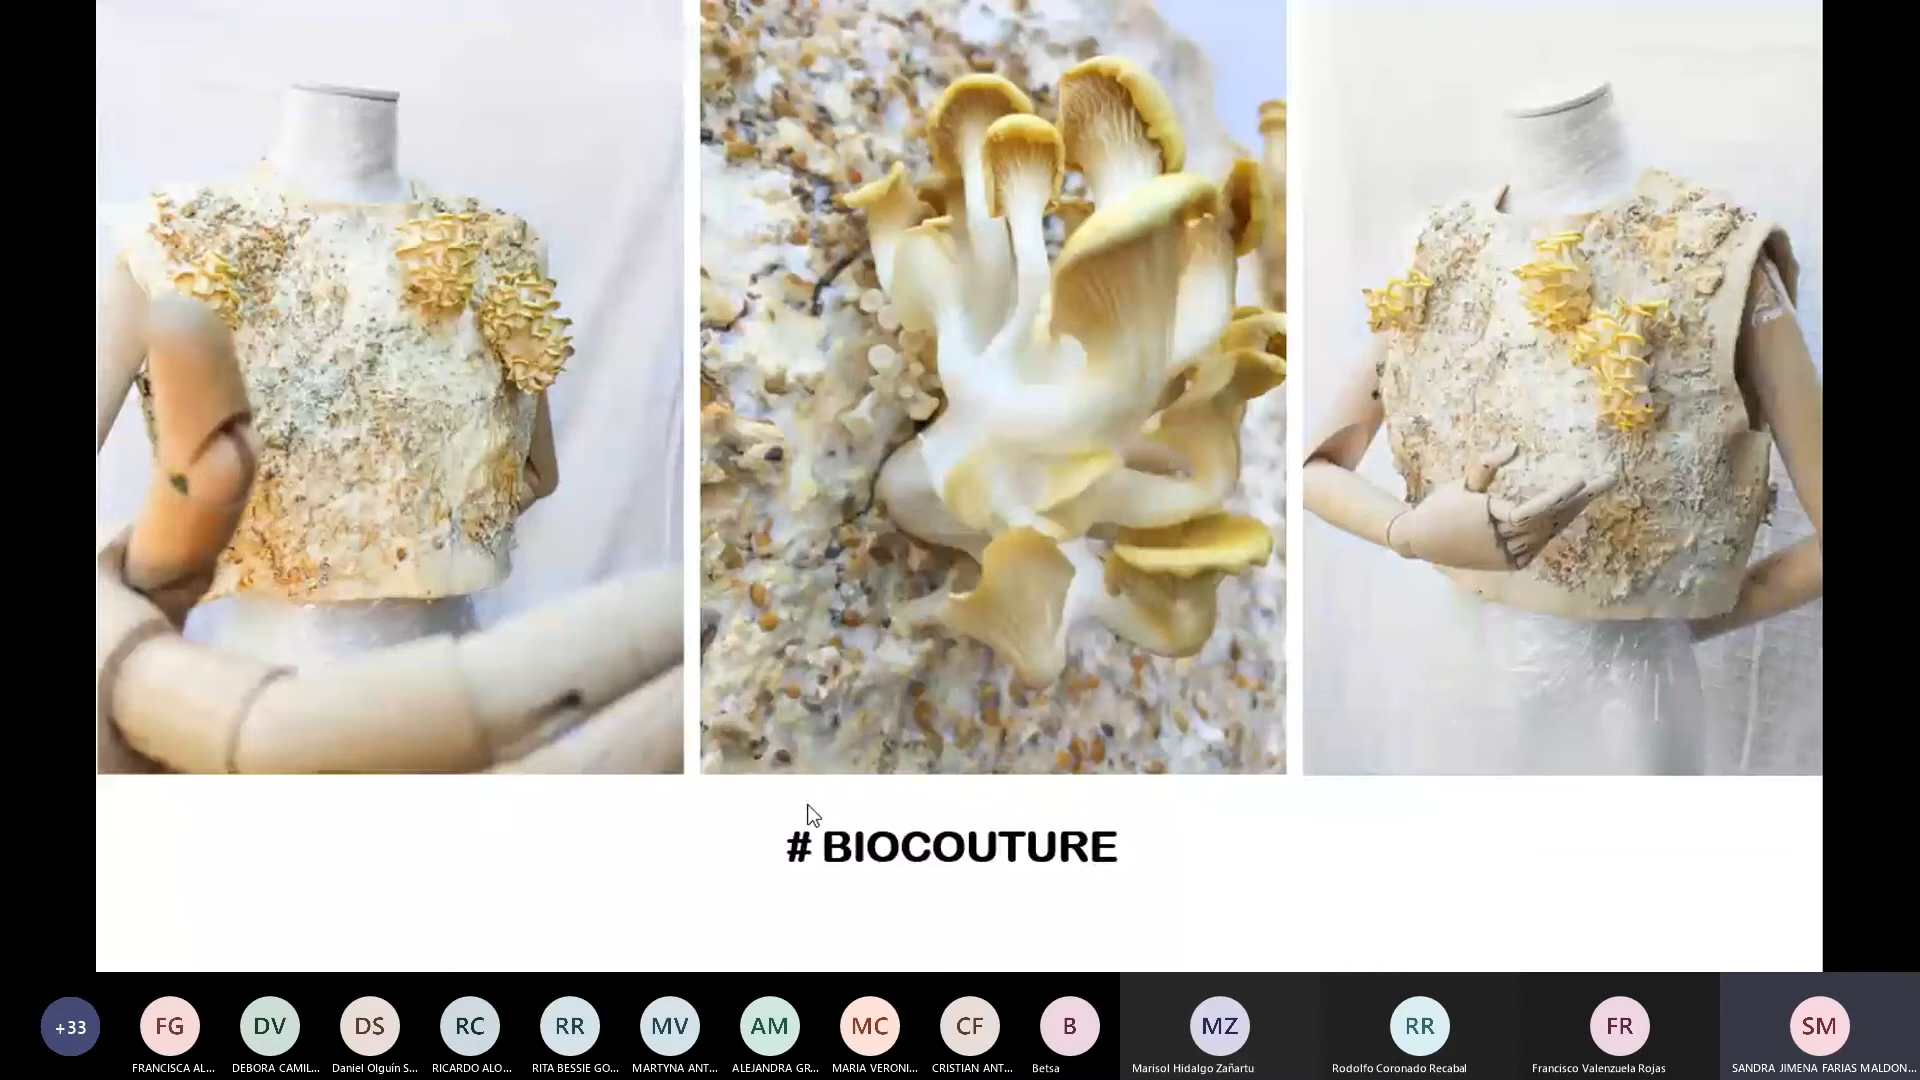 # BIOCOUTURE
+33
FG
DV
DS
RC
RR
MV
AM
MC
CF
B
MZ
RR
FR
SM
FRANCISCA AL...
DEBORA CAMIL...
Daniel Olguín S...
RICARDO ALO...
RITA BESSIE GO...
MARTYNA ANT...
ALEJANDRA GR...
MARIA VERONI...
CRISTIAN ANT...
Betsa
Marisol Hidalgo Zañartu
Rodolfo Coronado Recabal
Francisco Valenzuela Rojas
SANDRA JIMENA FARIAS MALDON...